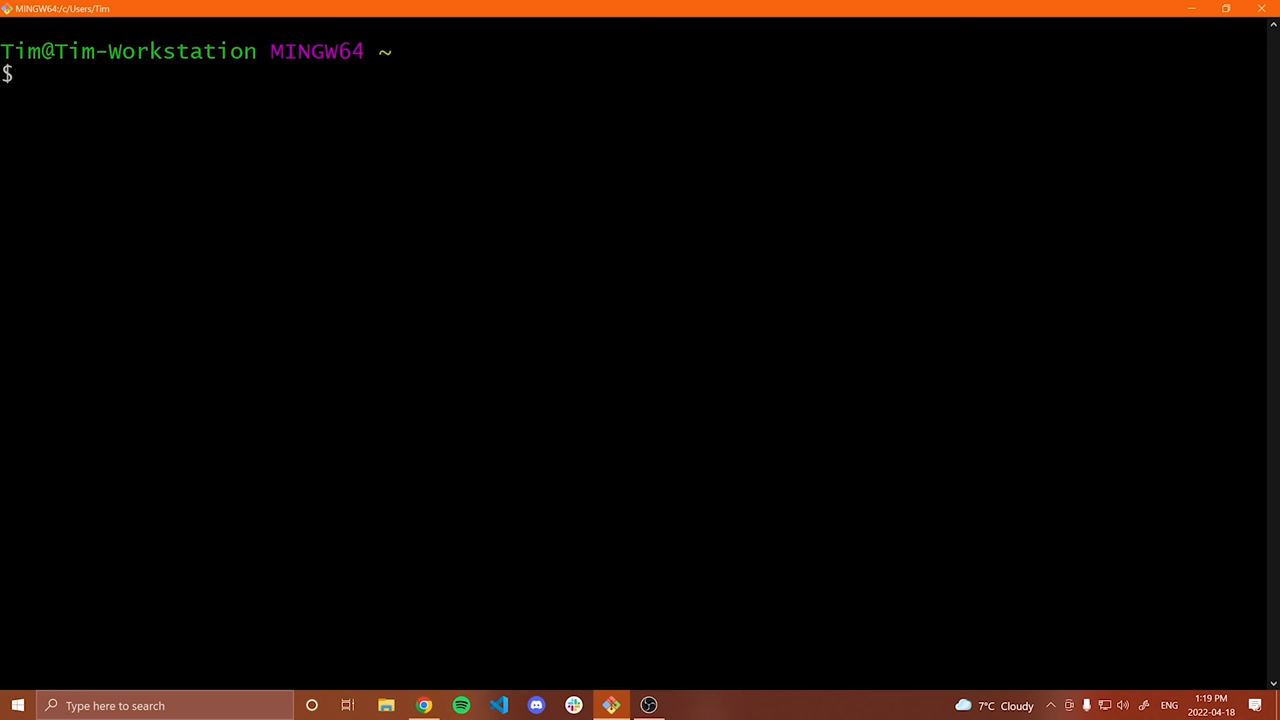 MINGW64:/c/Users/Tim
Tim@Tim-Workstation MINGW64 ~
$
Type here to search
7°C Cloudy
ENG
1:19 PM
2022-04-18